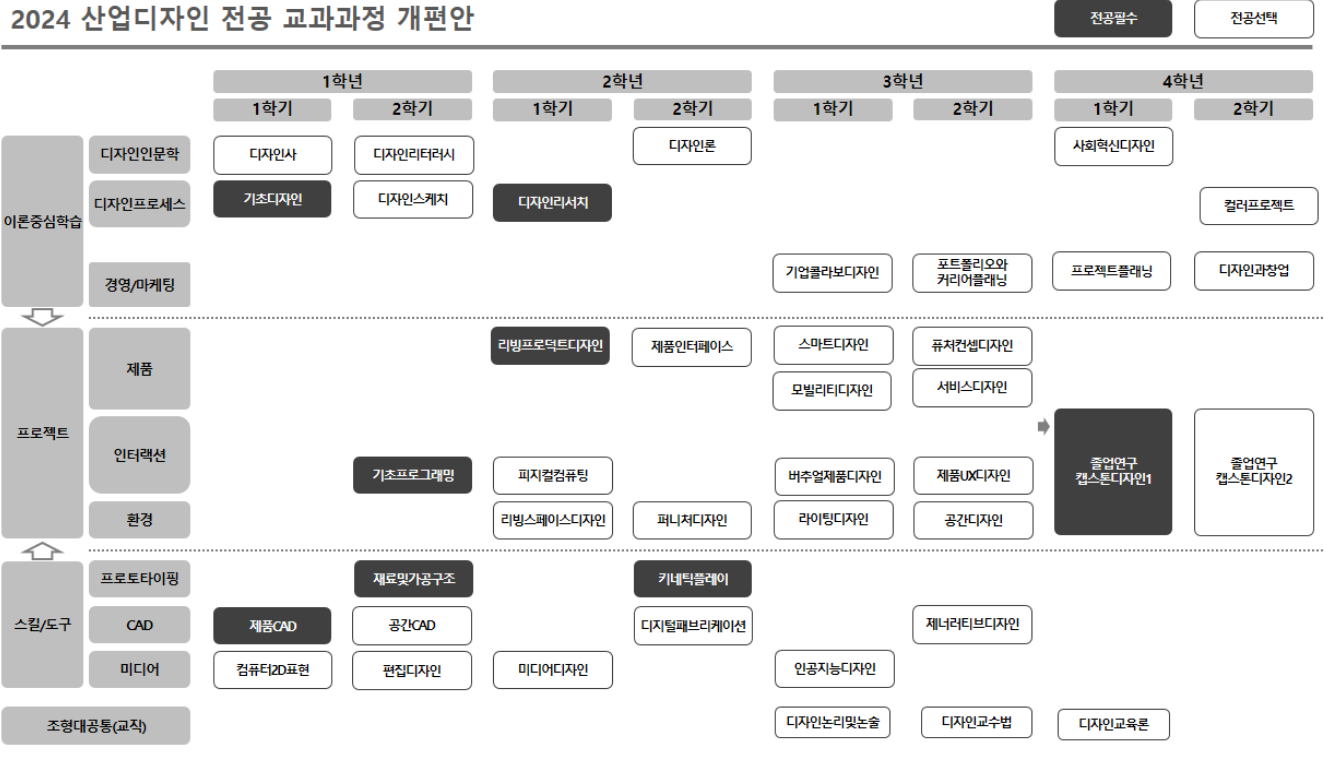 2024 산업디자인 전공 교과과정 개편안
전공필수
전공선택
1학년
2학년
3학년
4학년
1학기
2학기
1학기
2학기
1학기
2학기
1학기
2학기
이론중심학습
디자인인문학
디자인사
디자인리터러시
디자인론
사회혁신디자인
디자인프로세스
기초디자인
디자인스케치
디자인리서치
컬러프로젝트
경영/마케팅
기업콜라보디자인
포트폴리오와
커리어플래닝
프로젝트플래닝
디자인과창업
프로젝트
제품
리빙프로덕트디자인
제품인터페이스
스마트디자인
퓨처컨셉디자인
모빌리티디자인
서비스디자인
인터랙션
기초프로그래밍
피지컬컴퓨팅
버추얼제품디자인
제품UX디자인
졸업연구
캡스톤디자인1
졸업연구
캡스톤디자인2
환경
리빙스페이스디자인
퍼니처디자인
라이팅디자인
공간디자인
스킬/도구
프로토타이핑
재료및가공구조
키네틱플레이
CAD
제품CAD
공간CAD
디지털패브리케이션
제너러티브디자인
미디어
컴퓨터2D표현
편집디자인
미디어디자인
인공지능디자인
조형대공통(교직)
디자인논리및논술
디자인교수법
디자인교육론